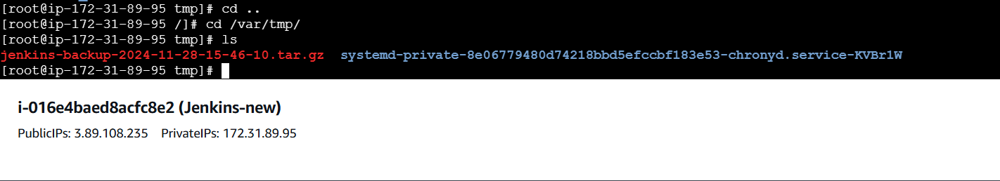 [root@ip-172-31-89-95 tmp]# cd ..
[root@ip-172-31-89-95 /]# cd /var/tmp/
[root@ip-172-31-89-95 tmp]# ls
jenkins-backup-2024-11-28-15-46-10.tar.gz  systemd-private-8e06779480d74218bbd5efccbf183e53-chronyd.service-KVBr1W
[root@ip-172-31-89-95 tmp]#
i-016e4baed8acfc8e2 (Jenkins-new)
PublicIPs: 3.89.108.235 PrivateIPs: 172.31.89.95